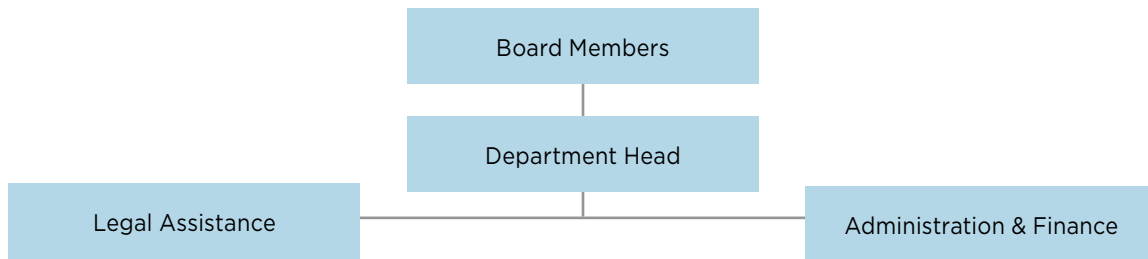 Board Members
Department Head
Legal Assistance
Administration & Finance